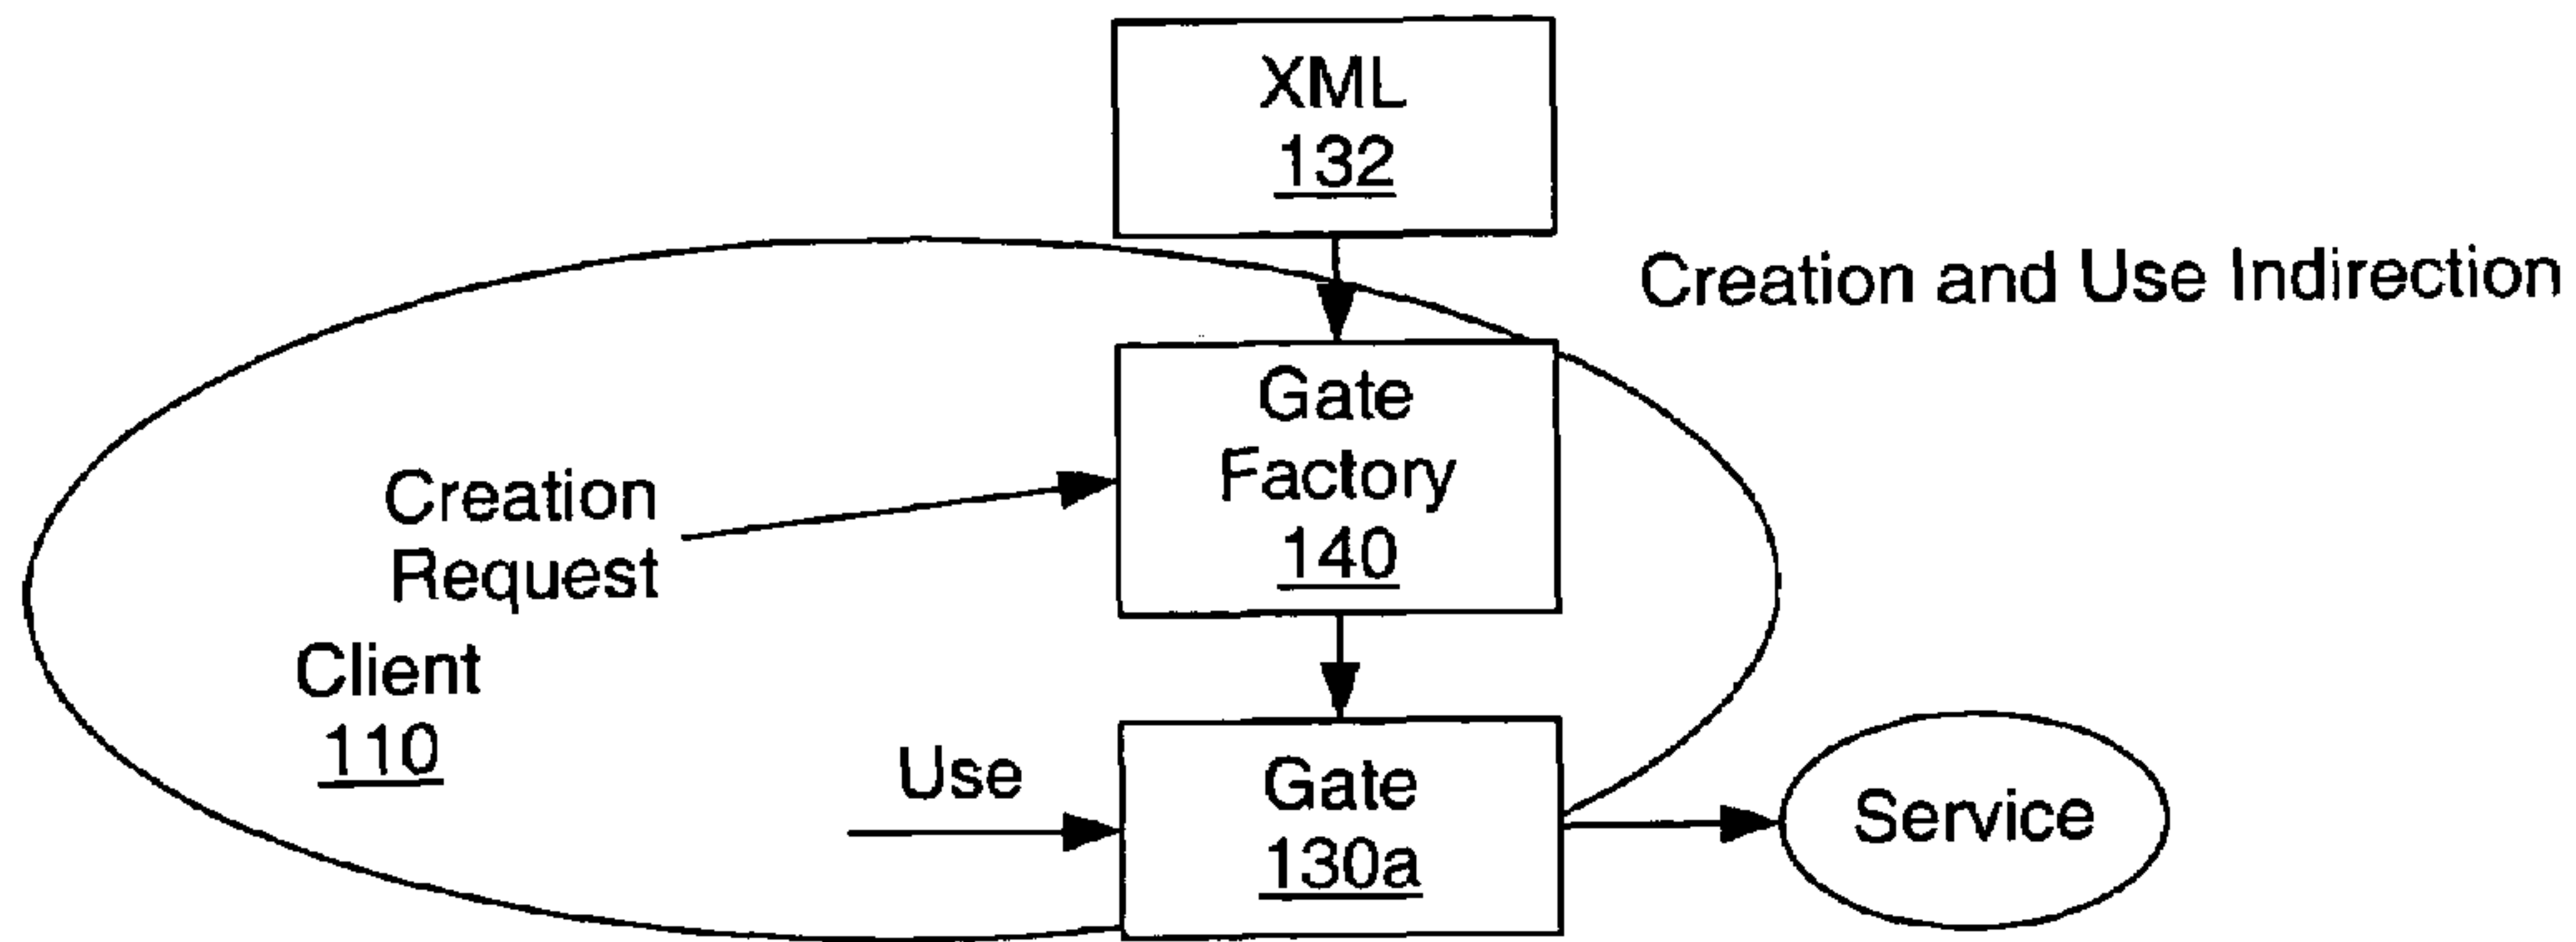 XML
132
Creation and Use Indirection
Gate
Factory
140
Creation
Request
Client
110
Use
Gate
130a
Service